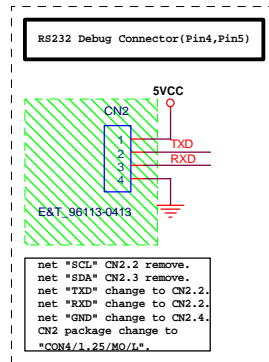 RS232 Debug Connector(Pin4,Pin5)
5VCC
CN2
1
TXD
2
RXD
3
4
E&T_96113-0413
net "SCL" CN2.2 remove.
net "SDA" CN2.3 remove.
net "TXD" change to CN2.2.
net "RXD" change to CN2.2.
net "GND" change to CN2.4.
CN2 package change to
"CON4/1.25/MO/L".